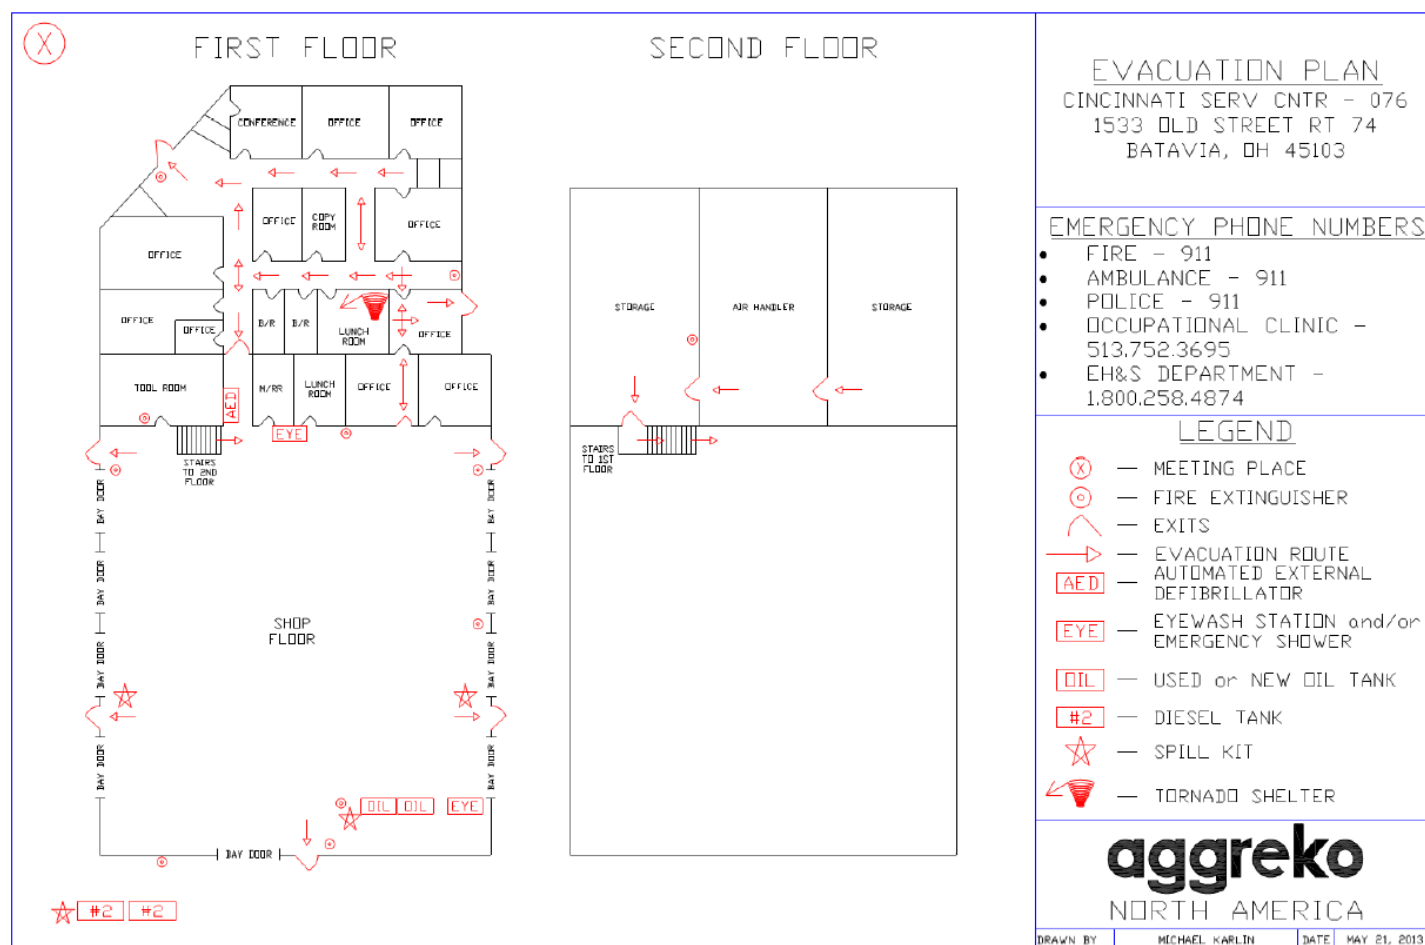 FIRST FLOOR
CONFERENCE
OFFICE
OFFICE
OFFICE
COPY
ROOM
OFFICE
OFFICE
OFFICE
OFFICE
B/R
B/R
LUNCH
ROOM
OFFICE
TOOL ROOM
AED
M/RR
LUNCH
ROOM
OFFICE
OFFICE
EYE
STAIRS
TO 2ND
FLOOR
BAY DOOR
BAY DOOR
BAY DOOR
BAY DOOR
BAY DOOR
BAY DOOR
BAY DOOR
BAY DOOR
SHOP
FLOOR
OIL
OIL
EYE
BAY DOOR
#2
#2
SECOND FLOOR
STORAGE
AIR HANDLER
STORAGE
STAIRS
TO 1ST
FLOOR
EVACUATION PLAN
CINCINNATI SERV CNTR - 076
1533 OLD STREET RT 74
BATAVIA, OH 45103
EMERGENCY PHONE NUMBERS
• FIRE - 911
• AMBULANCE - 911
• POLICE - 911
• OCCUPATIONAL CLINIC -
513.752.3695
• EH&S DEPARTMENT -
1.800.258.4874
LEGEND
X — MEETING PLACE
— FIRE EXTINGUISHER
— EXITS
— EVACUATION ROUTE
AED — AUTOMATED EXTERNAL
DEFIBRILLATOR
EYE — EYEWASH STATION and/or
EMERGENCY SHOWER
OIL — USED or NEW OIL TANK
#2 — DIESEL TANK
— SPILL KIT
— TORNADO SHELTER
aggreko
NORTH AMERICA
DRAWN BY MICHAEL KARLIN DATE MAY 21, 2013
X